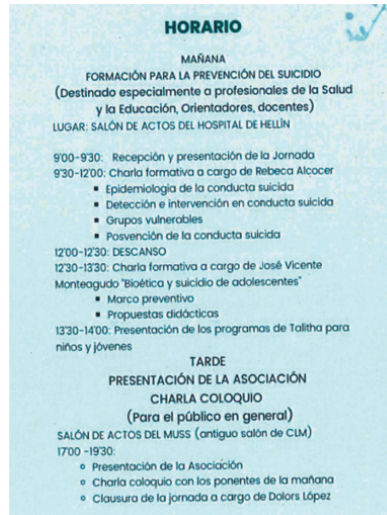 HORARIO
MAÑANA
FORMACIÓN PARA LA PREVENCIÓN DEL SUICIDIO
(Destinado especialmente a profesionales de la Salud
y la Educación, Orientadores, docentes)
LUGAR: SALÓN DE ACTOS DEL HOSPITAL DE HELLÍN
9'00-9'30: Recepción y presentación de la Jornada
9'30-12'00: Charla formativa a cargo de Rebeca Alcocer
▪ Epidemiologia de la conducta suicida
▪ Detección e intervención en conducta suicida
▪ Grupos vulnerables
▪ Posvención de la conducta suicida
12'00-12'30: DESCANSO
12'30-13'30: Charla formativa a cargo de José Vicente
Monteagudo "Bioética y suicidio de adolescentes"
▪ Marco preventivo
▪ Propuestas didácticas
13'30-14'00: Presentación de los programas de Talitha para
niños y jóvenes
TARDE
PRESENTACIÓN DE LA ASOCIACIÓN
CHARLA COLOQUIO
(Para el público en general)
SALÓN DE ACTOS DEL MUSS (antiguo salón de CLM)
17'00 -19'30:
o Presentación de la Asociación
o Charla coloquio con los ponentes de la mañana
o Clausura de la jornada a cargo de Dolors López